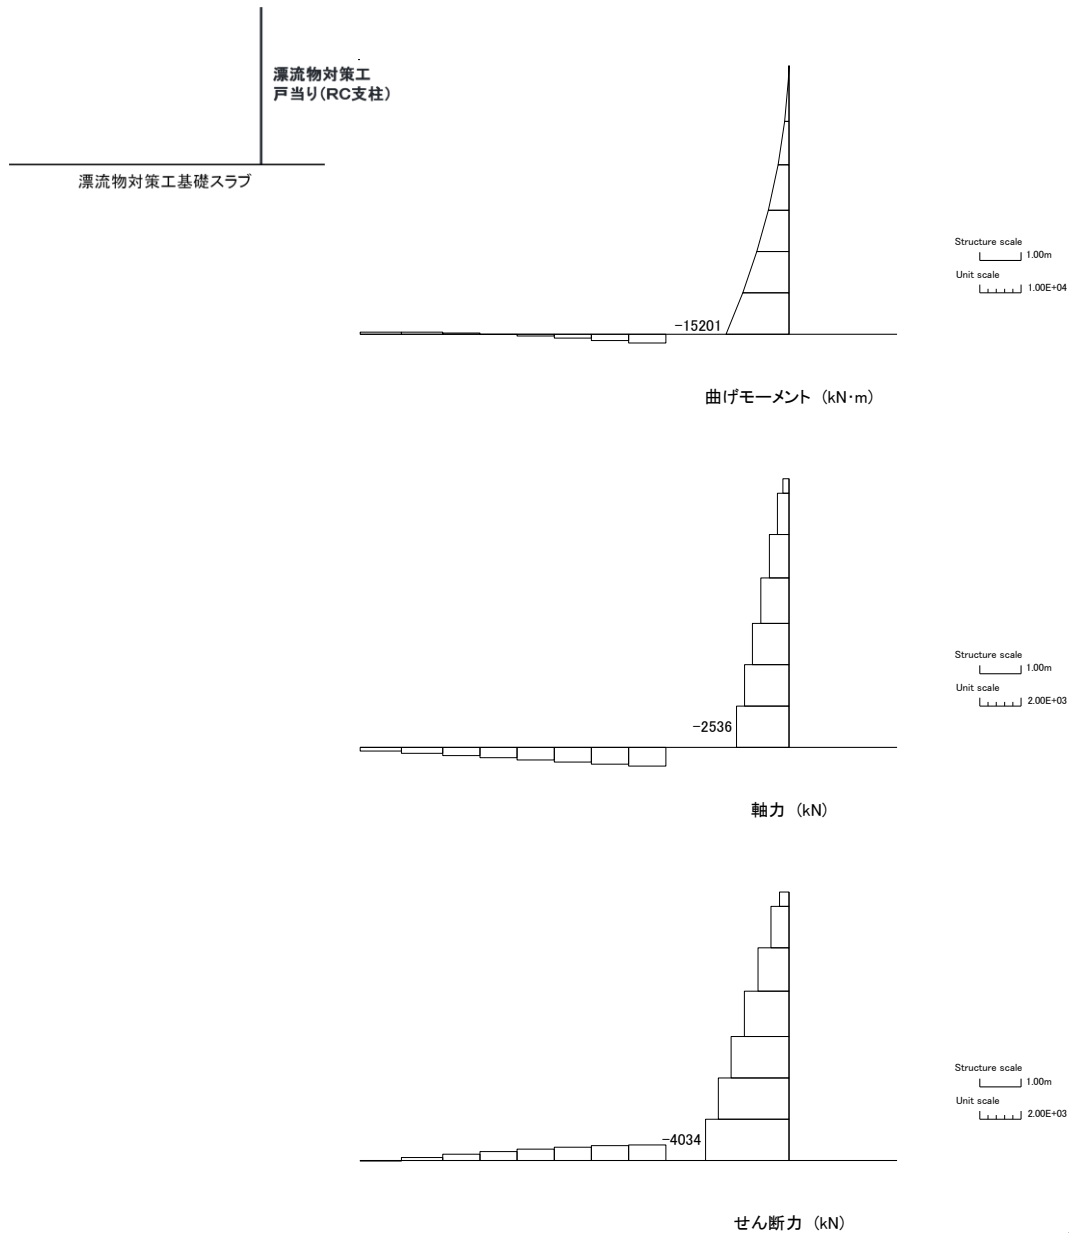 漂流物対策工
戸当り(RC支柱)
漂流物対策工基礎スラブ
Structure scale
1.00m
Unit scale
1.00E+04
-15201
曲げモーメント (kN·m)
Structure scale
1.00m
Unit scale
2.00E+03
-2536
軸力 (kN)
Structure scale
1.00m
Unit scale
2.00E+03
-4034
せん断力 (kN)